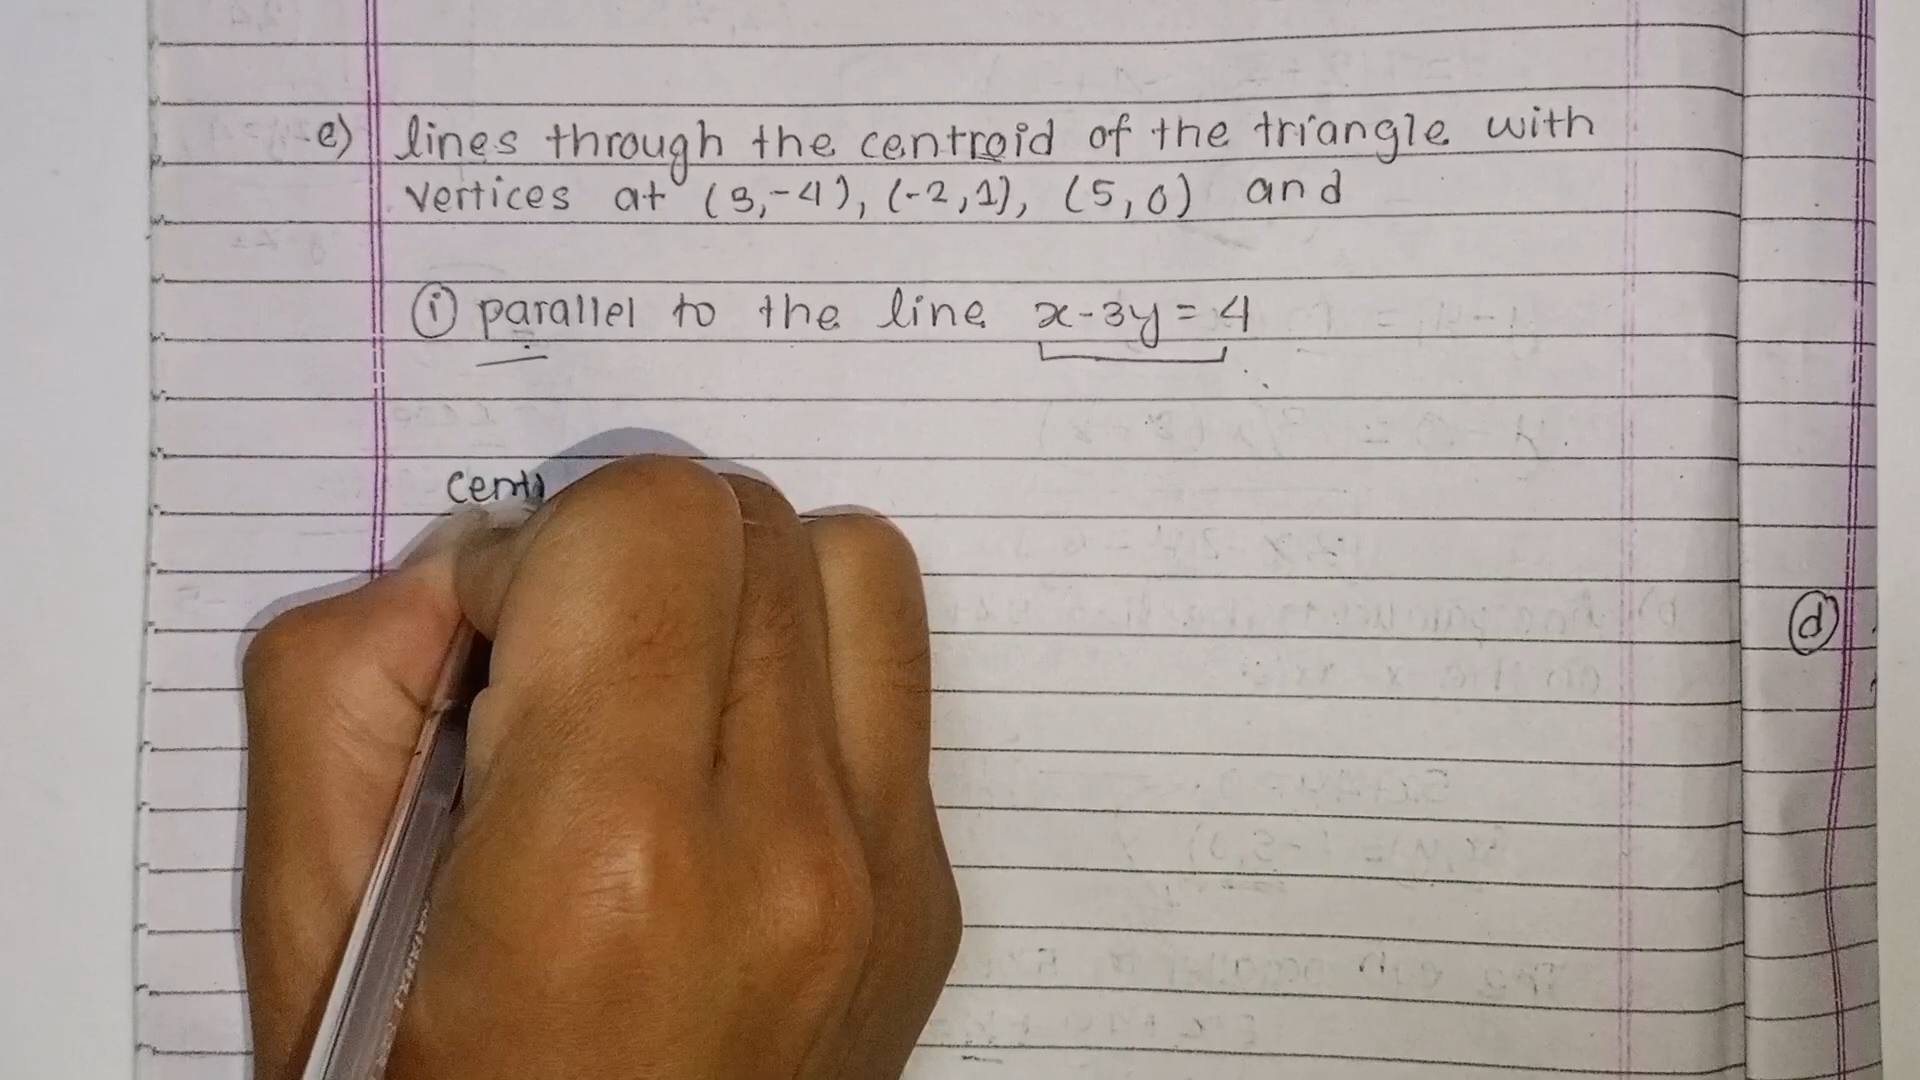 e) lines through the centroid of the triangle with
vertices at (3,-4), (-2,1), (5,0) and
(i) parallel to the line x-3y = 4
cent
(d)